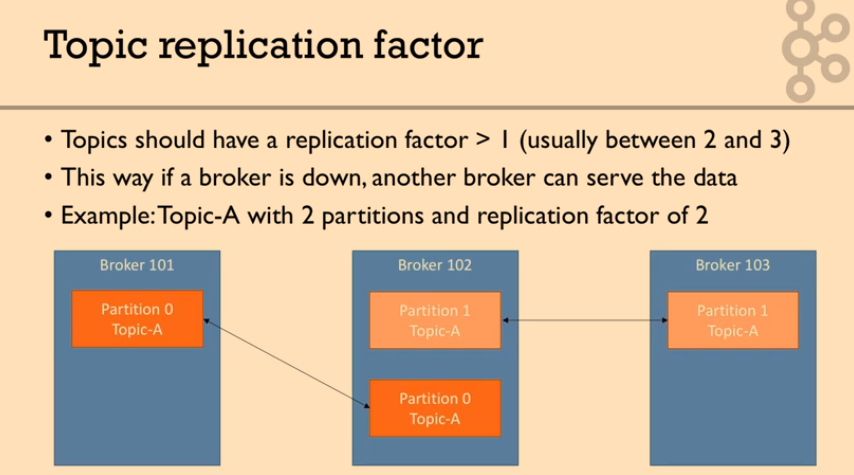 Topic replication factor
• Topics should have a replication factor > 1 (usually between 2 and 3)
• This way if a broker is down, another broker can serve the data
• Example: Topic-A with 2 partitions and replication factor of 2
Broker 101
Partition 0
Topic-A
Broker 102
Partition 1
Topic-A
Partition 0
Topic-A
Broker 103
Partition 1
Topic-A